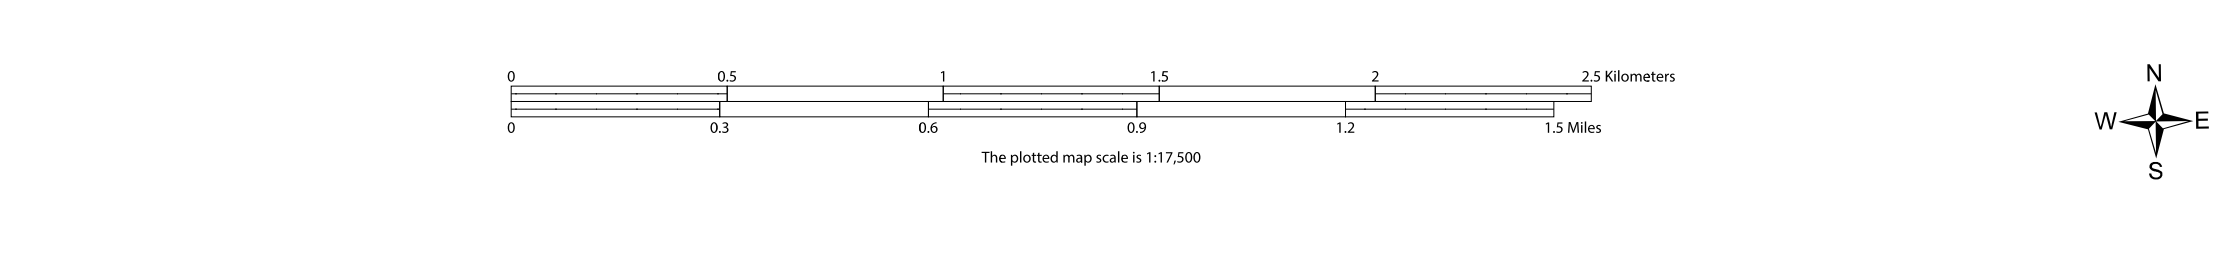 0 0.5 1 1.5 2 2.5 Kilometers
0 0.3 0.6 0.9 1.2 1.5 Miles
The plotted map scale is 1:17,500
N
W E
S